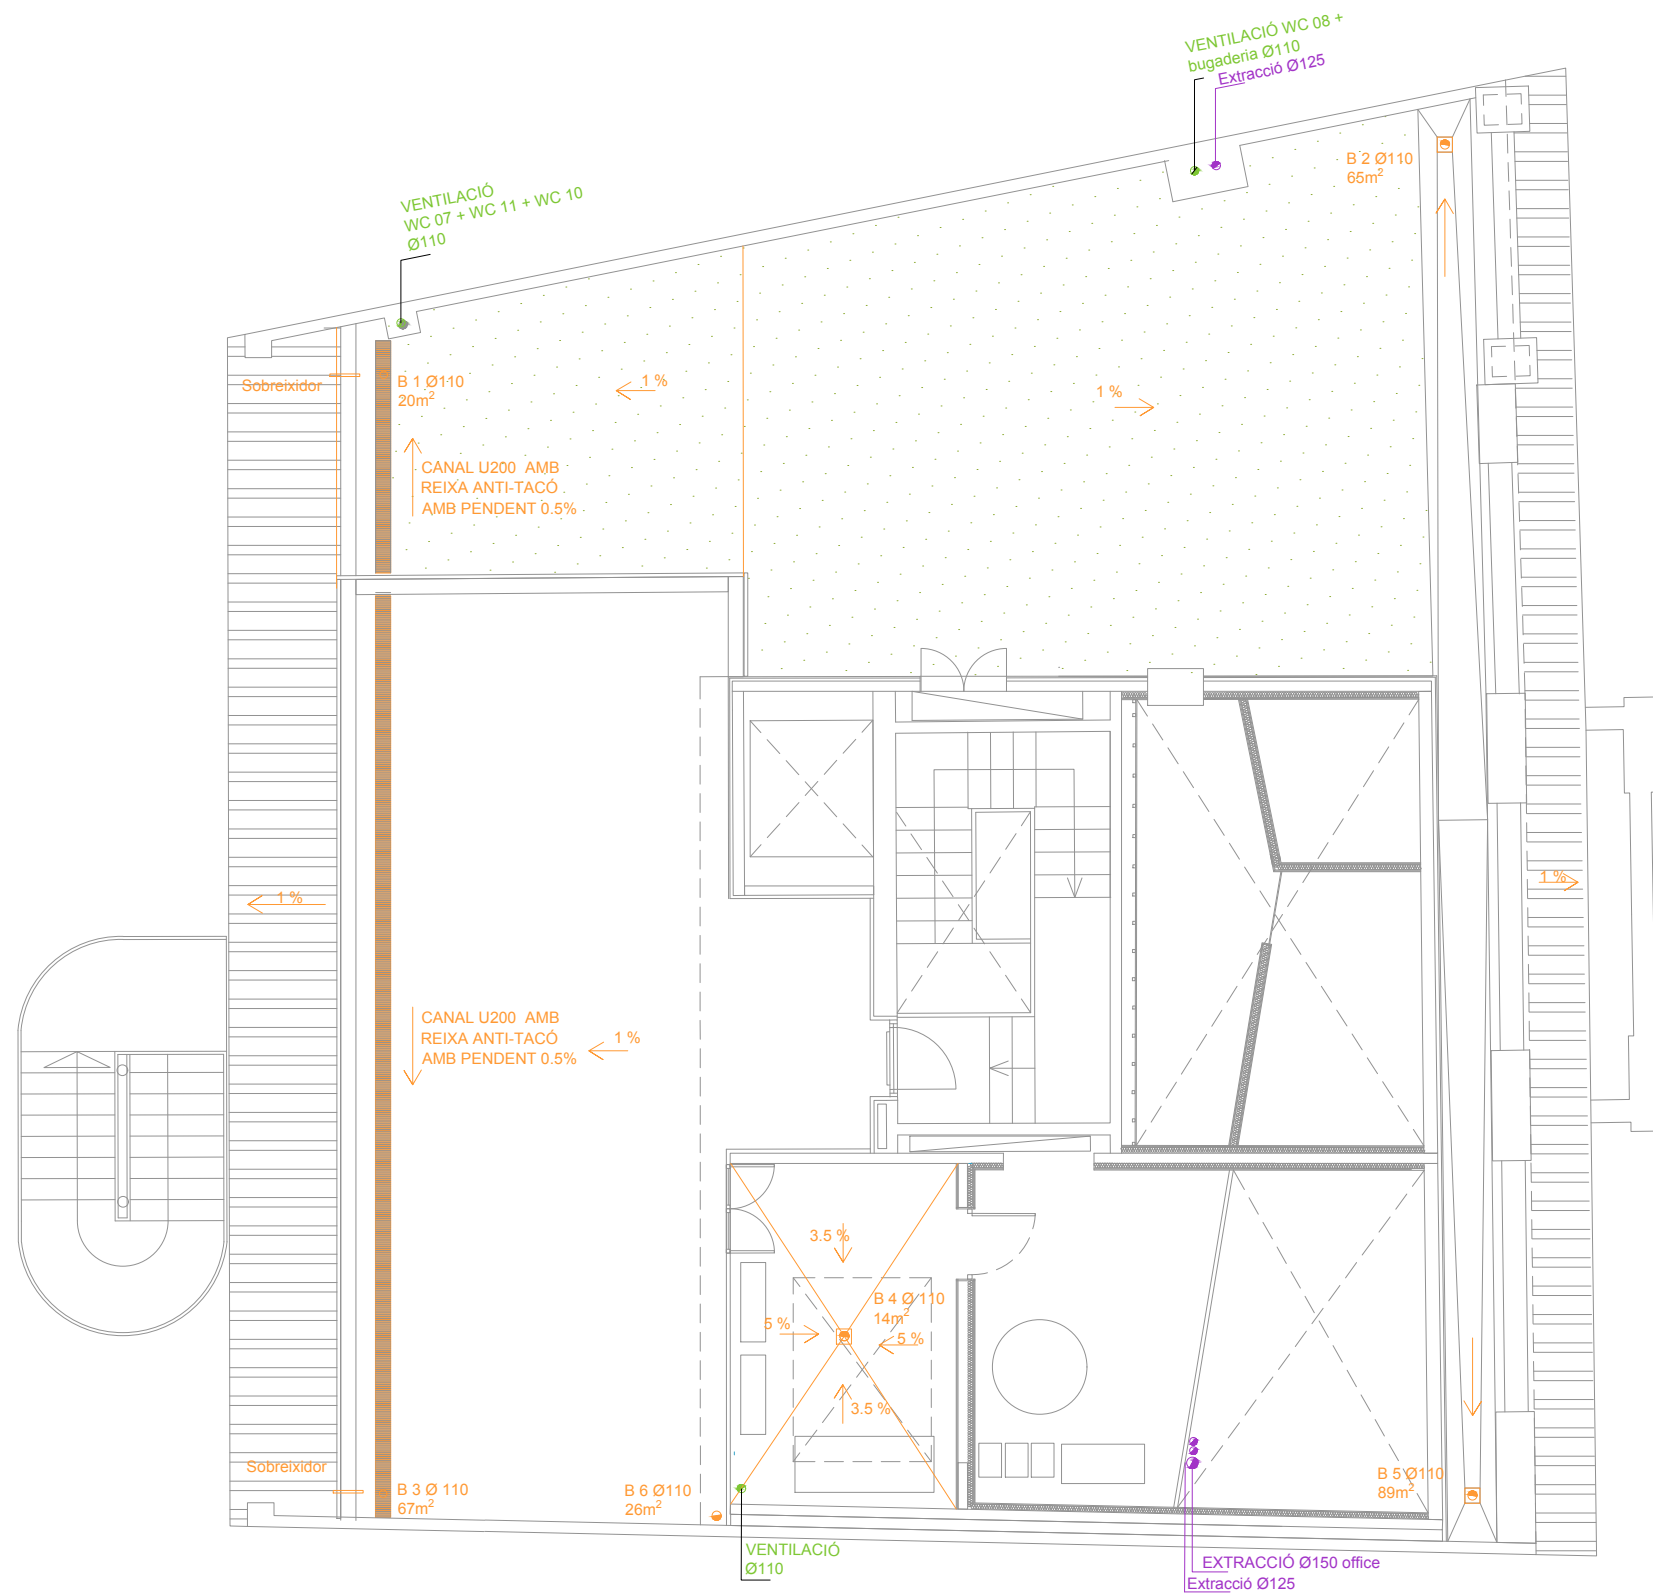 VENTILACIÓ WC 08 +
bugaderia Ø110
Extracció Ø125
VENTILACIÓ
WC 07 + WC 11 + WC 10
Ø110
B 2 Ø110
65m²
Sobreixidor
B 1 Ø110
20m²
1 %
1 %
CANAL U200 AMB
REIXA ANTI-TACÓ
AMB PENDENT 0.5%
1 %
1 %
CANAL U200 AMB
REIXA ANTI-TACÓ
AMB PENDENT 0.5%
1 %
3.5 %
B 4 Ø 110
14m²
5 %
5 %
3.5 %
Sobreixidor
B 3 Ø 110
67m²
B 6 Ø110
26m²
B 5 Ø110
89m²
VENTILACIÓ
Ø110
EXTRACCIÓ Ø150 office
Extracció Ø125